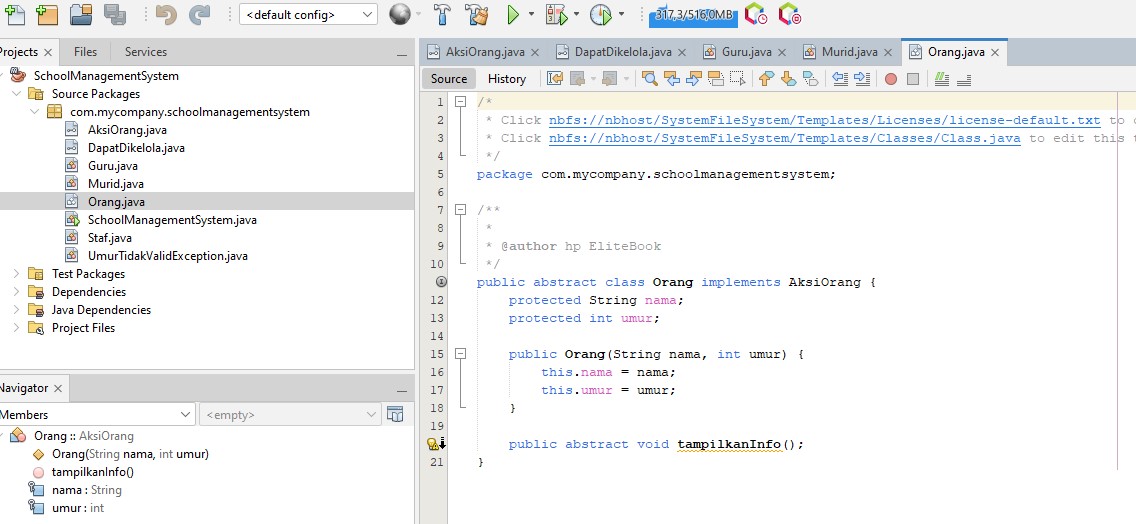 <default config>
317,3/516,0MB
Projects
Files
Services
SchoolManagementSystem
Source Packages
com.mycompany.schoolmanagementsystem
AksiOrang.java
DapatDikelola.java
Guru.java
Murid.java
Orang.java
SchoolManagementSystem.java
Staf.java
UmurTidakValidException.java
Test Packages
Dependencies
Java Dependencies
Project Files
Navigator
Members
<empty>
Orang :: AksiOrang
Orang(String nama, int umur)
tampilkanInfo()
nama : String
umur : int
AksiOrang.java
DapatDikelola.java
Guru.java
Murid.java
Orang.java
Source
History
1 /*
2 * Click nbfs://nbhost/SystemFileSystem/Templates/Licenses/license-default.txt to
3 * Click nbfs://nbhost/SystemFileSystem/Templates/Classes/Class.java to edit this
4 */
5 package com.mycompany.schoolmanagementsystem;
6
7 /**
8 *
9 * @author hp EliteBook
10 */
public abstract class Orang implements AksiOrang {
12 protected String nama;
13 protected int umur;
14
15 public Orang(String nama, int umur) {
16 this.nama = nama;
17 this.umur = umur;
18 }
19
public abstract void tampilkanInfo();
21 }